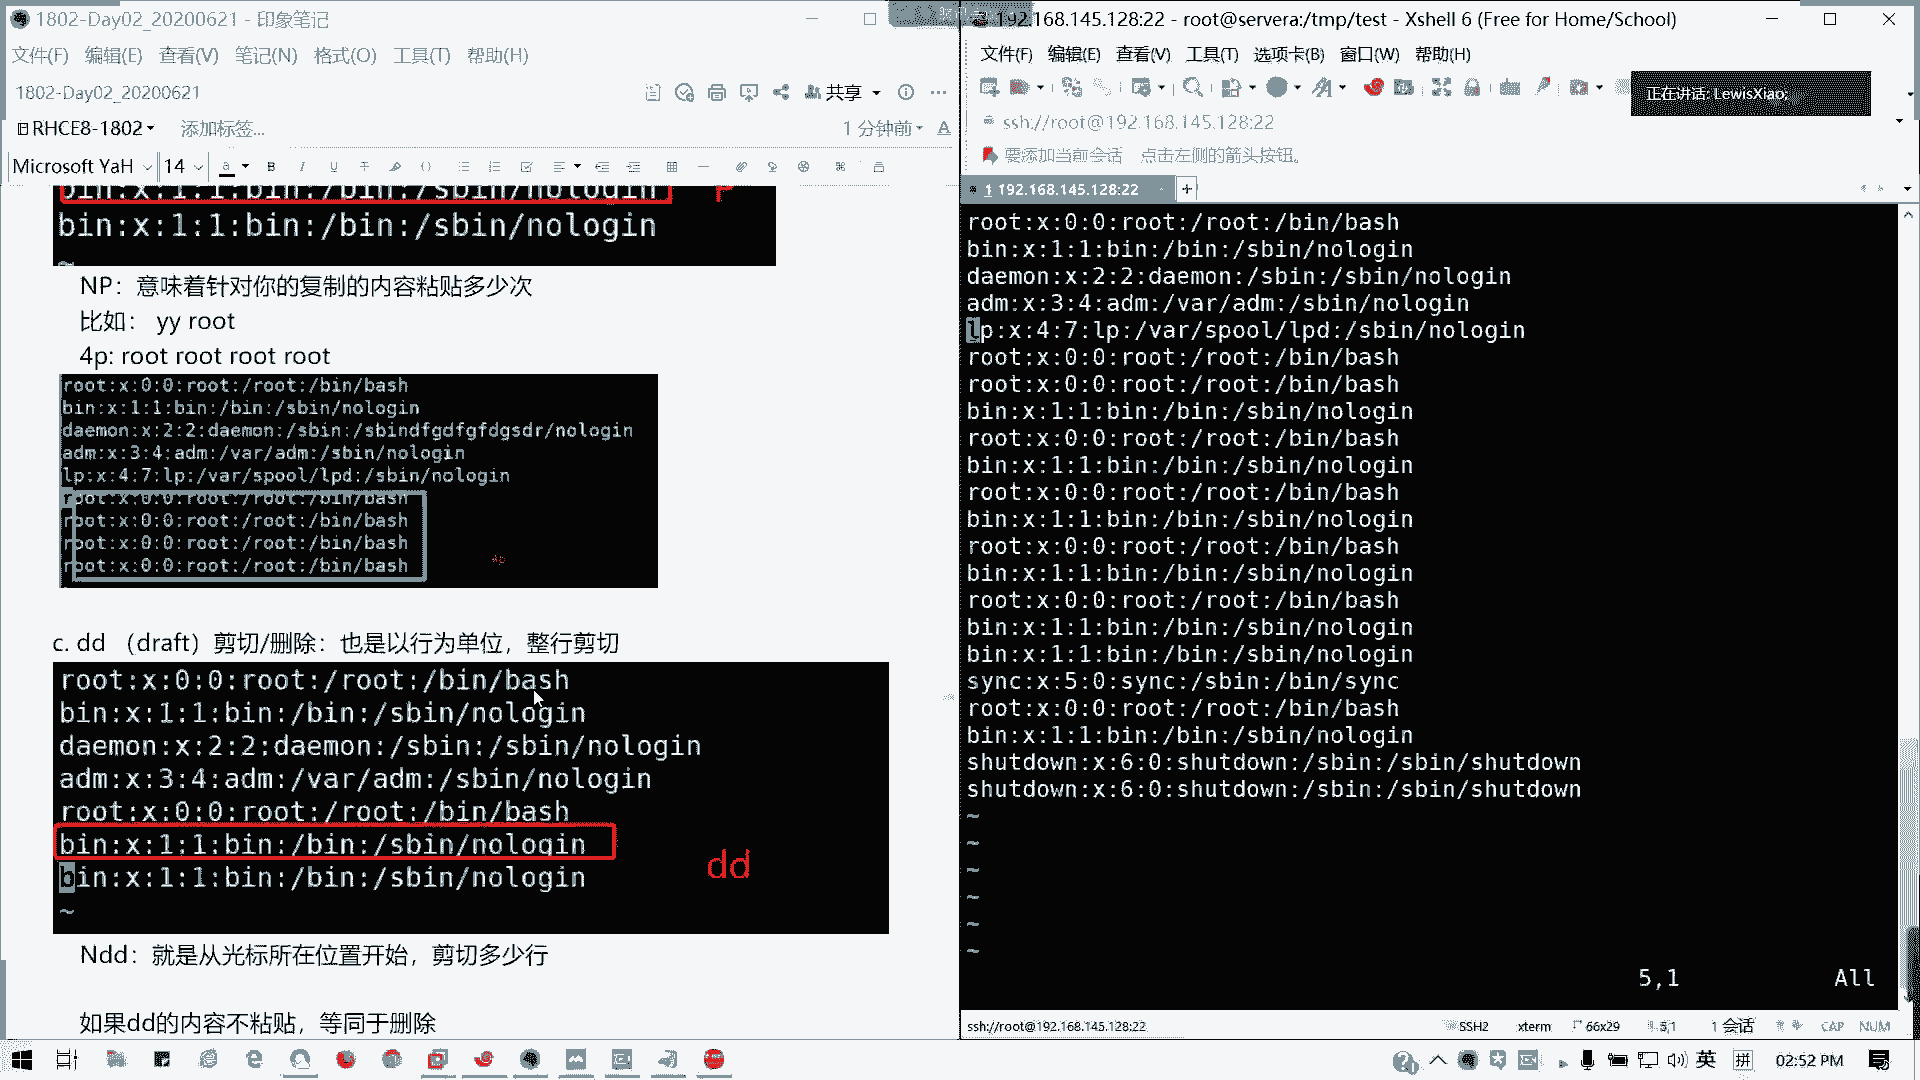 1802-Day02_20200621 - 印象笔记
文件(F) 编辑(E) 查看(V) 笔记(N) 格式(O) 工具(T) 帮助(H)
1802-Day02_20200621
共享
RHCE8-1802
添加标签...
1 分钟前
Microsoft YaH 14
bin:x:1:1:bin:/bin:/sbin/nologin
bin:x:1:1:bin:/bin:/sbin/nologin
~
NP：意味着针对你的复制的内容粘贴多少次
比如： yy root
4p: root root root root
root:x:0:0:root:/root:/bin/bash
bin:x:1:1:bin:/bin:/sbin/nologin
daemon:x:2:2:daemon:/sbin:/sbindfgdfgfdgsdr/nologin
adm:x:3:4:adm:/var/adm:/sbin/nologin
lp:x:4:7:lp:/var/spool/lpd:/sbin/nologin
root:x:0:0:root:/root:/bin/bash
root:x:0:0:root:/root:/bin/bash
root:x:0:0:root:/root:/bin/bash
root:x:0:0:root:/root:/bin/bash
4p
c. dd （draft）剪切/删除：也是以行为单位，整行剪切
root:x:0:0:root:/root:/bin/bash
bin:x:1:1:bin:/bin:/sbin/nologin
daemon:x:2:2:daemon:/sbin:/sbin/nologin
adm:x:3:4:adm:/var/adm:/sbin/nologin
root:x:0:0:root:/root:/bin/bash
bin:x:1:1:bin:/bin:/sbin/nologin
dd
bin:x:1:1:bin:/bin:/sbin/nologin
~
Ndd：就是从光标所在位置开始，剪切多少行
如果dd的内容不粘贴，等同于删除
192.168.145.128:22 - root@servera:/tmp/test - Xshell 6 (Free for Home/School)
文件(F) 编辑(E) 查看(V) 工具(T) 选项卡(B) 窗口(W) 帮助(H)
正在讲话: LewisXiao;
ssh://root@192.168.145.128:22
要添加当前会话 点击左侧的箭头按钮。
1 192.168.145.128:22
root:x:0:0:root:/root:/bin/bash
bin:x:1:1:bin:/bin:/sbin/nologin
daemon:x:2:2:daemon:/sbin:/sbin/nologin
adm:x:3:4:adm:/var/adm:/sbin/nologin
lp:x:4:7:lp:/var/spool/lpd:/sbin/nologin
root:x:0:0:root:/root:/bin/bash
root:x:0:0:root:/root:/bin/bash
bin:x:1:1:bin:/bin:/sbin/nologin
root:x:0:0:root:/root:/bin/bash
bin:x:1:1:bin:/bin:/sbin/nologin
root:x:0:0:root:/root:/bin/bash
bin:x:1:1:bin:/bin:/sbin/nologin
root:x:0:0:root:/root:/bin/bash
bin:x:1:1:bin:/bin:/sbin/nologin
root:x:0:0:root:/root:/bin/bash
bin:x:1:1:bin:/bin:/sbin/nologin
bin:x:1:1:bin:/bin:/sbin/nologin
sync:x:5:0:sync:/sbin:/bin/sync
root:x:0:0:root:/root:/bin/bash
bin:x:1:1:bin:/bin:/sbin/nologin
shutdown:x:6:0:shutdown:/sbin:/sbin/shutdown
shutdown:x:6:0:shutdown:/sbin:/sbin/shutdown
~
~
~
~
~
~
5,1 All
ssh://root@192.168.145.128:22 SSH2 xterm 66x29 5,1 1 会话 CAP NUM
英 拼 02:52 PM